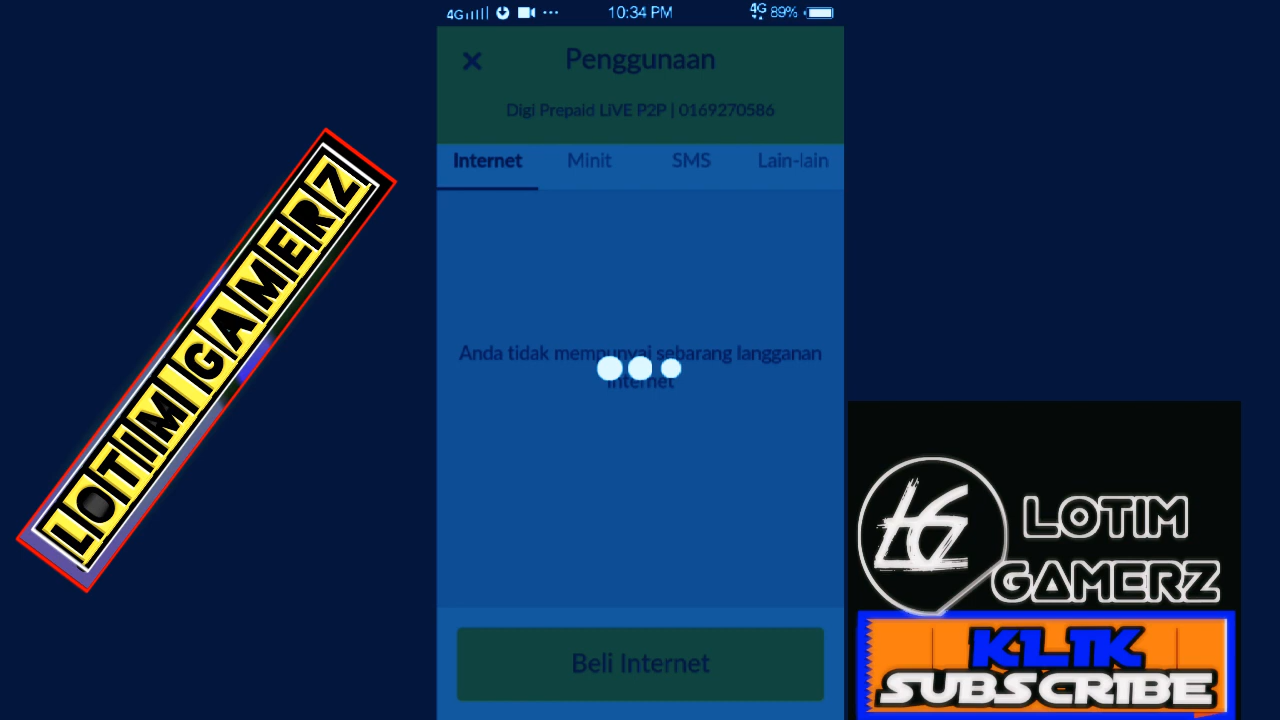 4G
10:34 PM
4G 89%
Penggunaan
Digi Prepaid LiVE P2P | 0169270586
Internet Minit SMS Lain-lain
Anda tidak mempunyai sebarang langganan
internet
Beli Internet
LOTIM GAMERZ
LG
LOTIM
GAMERZ
KLIK
SUBSCRIBE